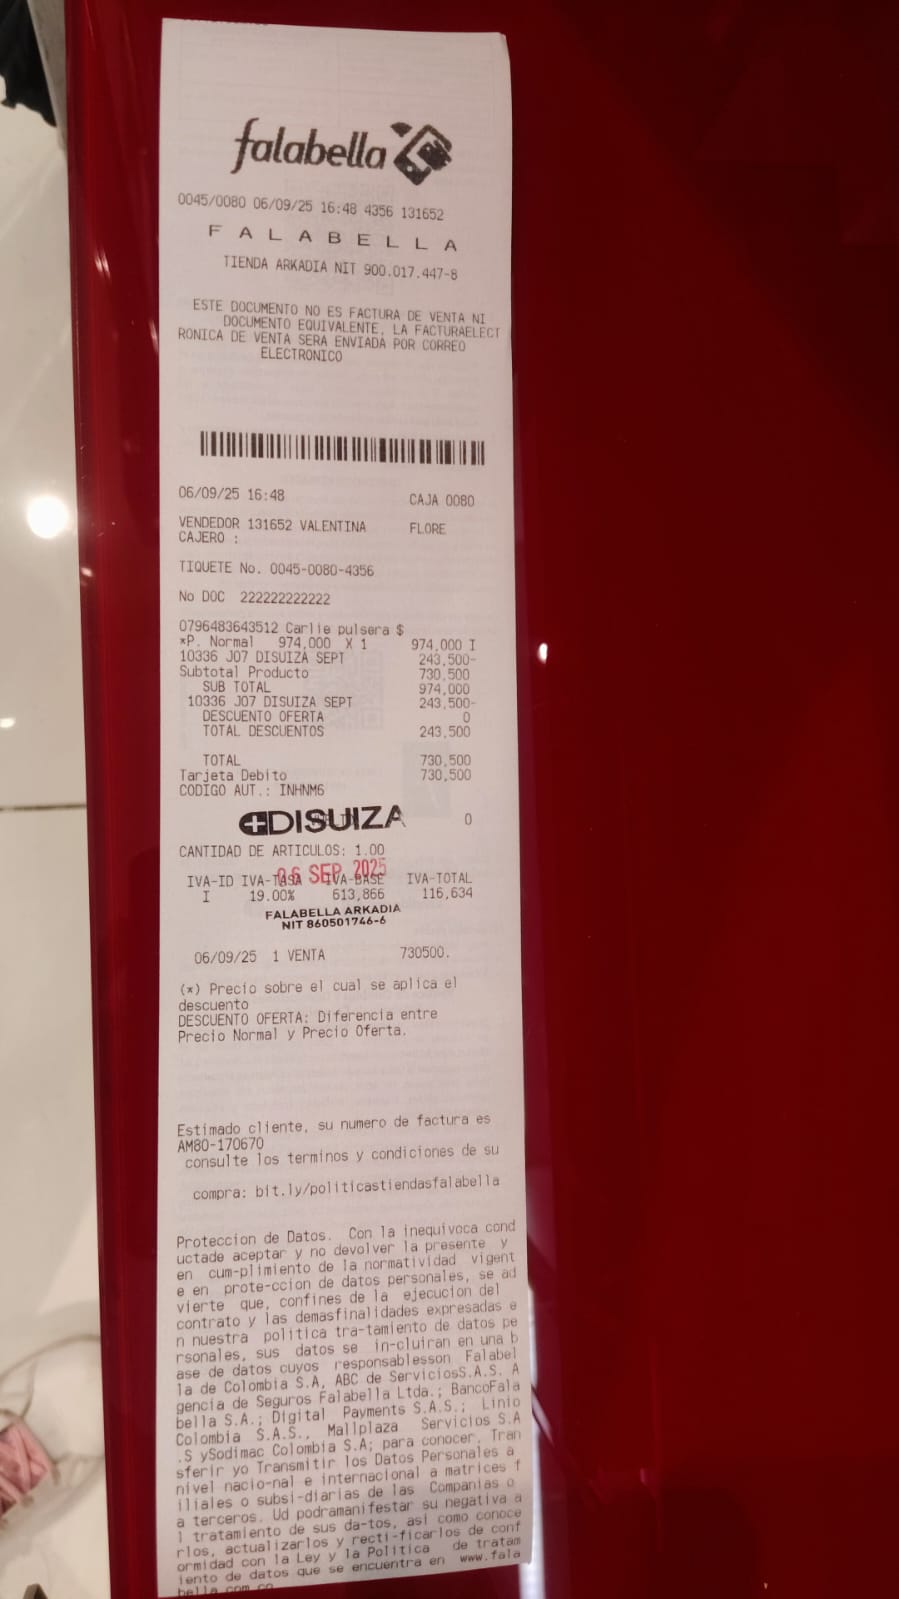 falabella
0045/0080 06/09/25 16:48 4356 131652
F A L A B E L L A
TIENDA ARKADIA NIT 900.017.447-8
ESTE DOCUMENTO NO ES FACTURA DE VENTA NI
DOCUMENTO EQUIVALENTE, LA FACTURAELECT
RONICA DE VENTA SERA ENVIADA POR CORREO
ELECTRONICO
06/09/25 16:48 CAJA 0080
VENDEDOR 131652 VALENTINA FLORE
CAJERO :
TIQUETE No. 0045-0080-4356
No DOC 222222222222
0796483643512 Carlie pulsera $
*P. Normal 974,000 X 1 974,000 I
10336 J07 DISUIZA SEPT 243,500-
Subtotal Producto 730,500
SUB TOTAL 974,000
10336 J07 DISUIZA SEPT 243,500-
DESCUENTO OFERTA 0
TOTAL DESCUENTOS 243,500
TOTAL 730,500
Tarjeta Debito 730,500
CODIGO AUT.: INHNM6
DISUIZA 0
CANTIDAD DE ARTICULOS: 1.00
06 SEP 2025
IVA-ID IVA-TASA IVA-BASE IVA-TOTAL
I 19.00% 613,866 116,634
FALABELLA ARKADIA
NIT 860501746-6
06/09/25 1 VENTA 730500.
(*) Precio sobre el cual se aplica el
descuento
DESCUENTO OFERTA: Diferencia entre
Precio Normal y Precio Oferta.
Estimado cliente, su numero de factura es
AM80-170670
consulte los terminos y condiciones de su
compra: bit.ly/politicastiendasfalabella
Proteccion de Datos. Con la inequivoca cond
uctade aceptar y no devolver la presente y
en cum-plimiento de la normatividad vigent
e en prote-ccion de datos personales, se ad
vierte que, confines de la ejecucion del
contrato y las demasfinalidades expresadas e
n nuestra politica tra-tamiento de datos pe
rsonales, sus datos se in-cluiran en una b
ase de datos cuyos responsablesson Falabel
la de Colombia S.A, ABC de ServiciosS.A.S. A
gencia de Seguros Falabella Ltda.; BancoFala
bella S.A.; Digital Payments S.A.S.; Linio
Colombia S.A.S., Mallplaza Servicios S.A
.S ySodimac Colombia S.A; para conocer, Tran
sferir yo Transmitir los Datos Personales a
nivel nacio-nal e internacional a matrices f
iliales o subsi-diarias de las Companias o
a terceros. Ud podramanifestar su negativa a
l tratamiento de sus da-tos, asi como conoce
rlos, actualizarlos y recti-ficarlos de conf
ormidad con la Ley y la Politica de tratam
iento de datos que se encuentra en www.fala
bella.com.co